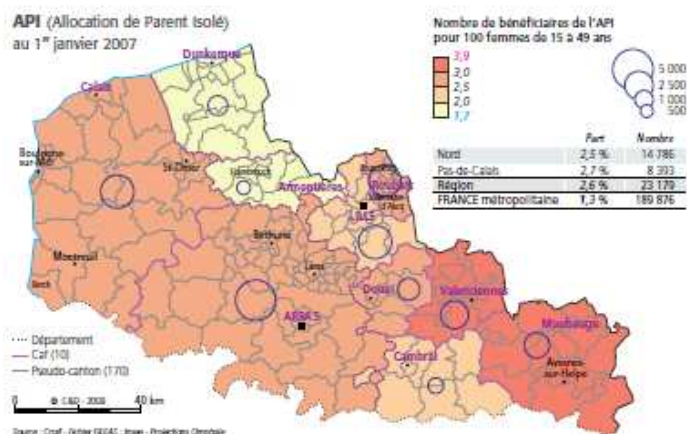 API (Allocation de Parent Isolé)
au 1er janvier 2007
Nombre de bénéficiaires de l'API
pour 100 femmes de 15 à 49 ans
3,9
3,0
2,5
2,0
1,7
5 000
2 500
1 000
500
Part Nombre
Nord 2,5 % 14 786
Pas-de-Calais 2,7 % 8 393
Région 2,6 % 23 179
FRANCE métropolitaine 1,3 % 189 876
Dunkerque
Calais
Boulogne-
sur-Mer
St-Omer
Hazebrouck
Armentières
Roubaix
Villeneuve
d'Ascq
LILLE
Béthune
Montreuil
Berck
Lens
Douai
Valenciennes
ARRAS
Maubeuge
Cambrai
Avesnes-
sur-Helpe
Département
Caf (10)
Pseudo-canton (170)
0 40 km